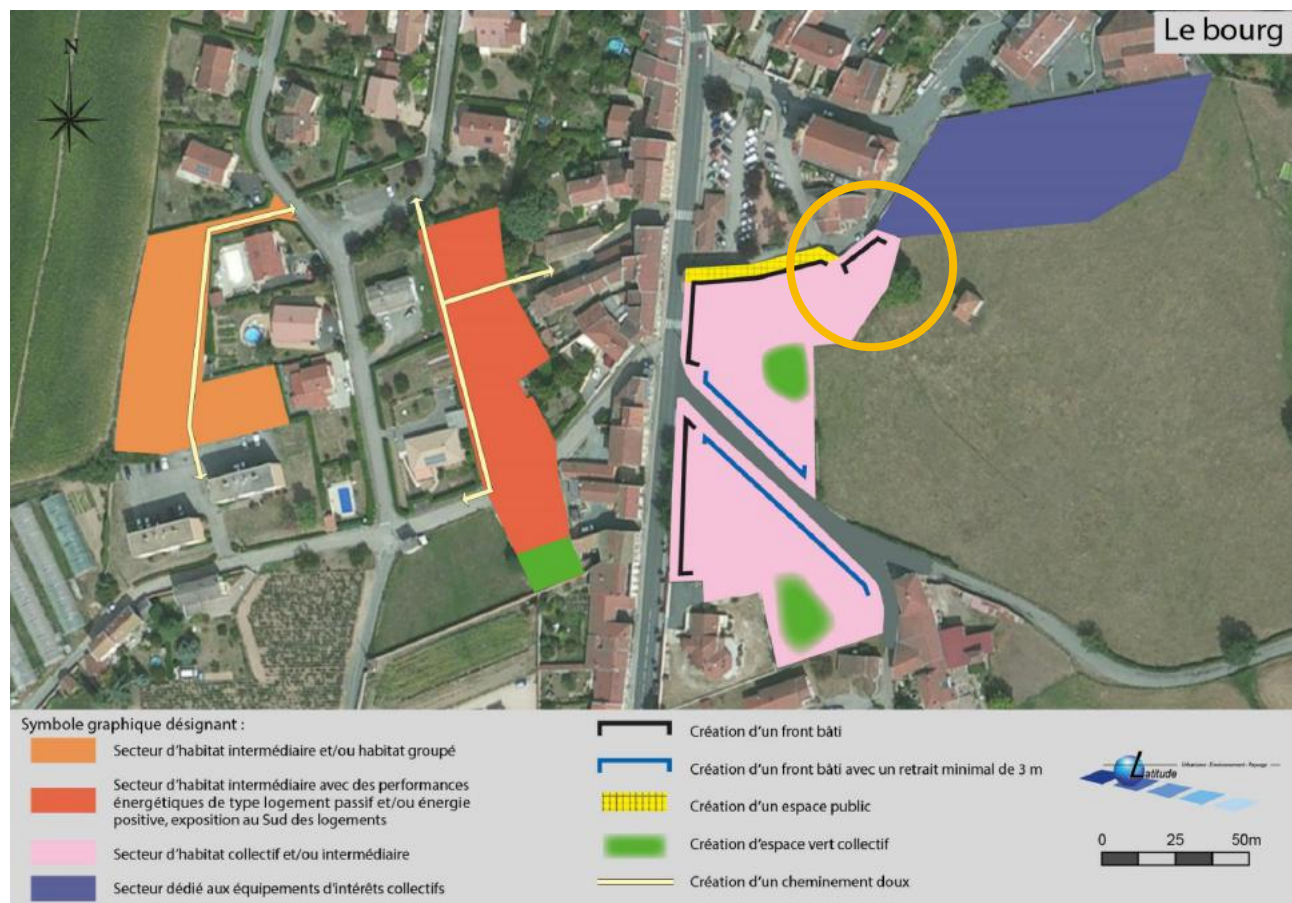 Le bourg
N
Symbole graphique désignant :
Secteur d'habitat intermédiaire et/ou habitat groupé
Secteur d'habitat intermédiaire avec des performances
énergétiques de type logement passif et/ou énergie
positive, exposition au Sud des logements
Secteur d'habitat collectif et/ou intermédiaire
Secteur dédié aux équipements d'intérêts collectifs
Création d'un front bâti
Création d'un front bâti avec un retrait minimal de 3 m
Création d'un espace public
Création d'espace vert collectif
Création d'un cheminement doux
Latitude
Urbanisme - Environnement - Paysage
0 25 50m